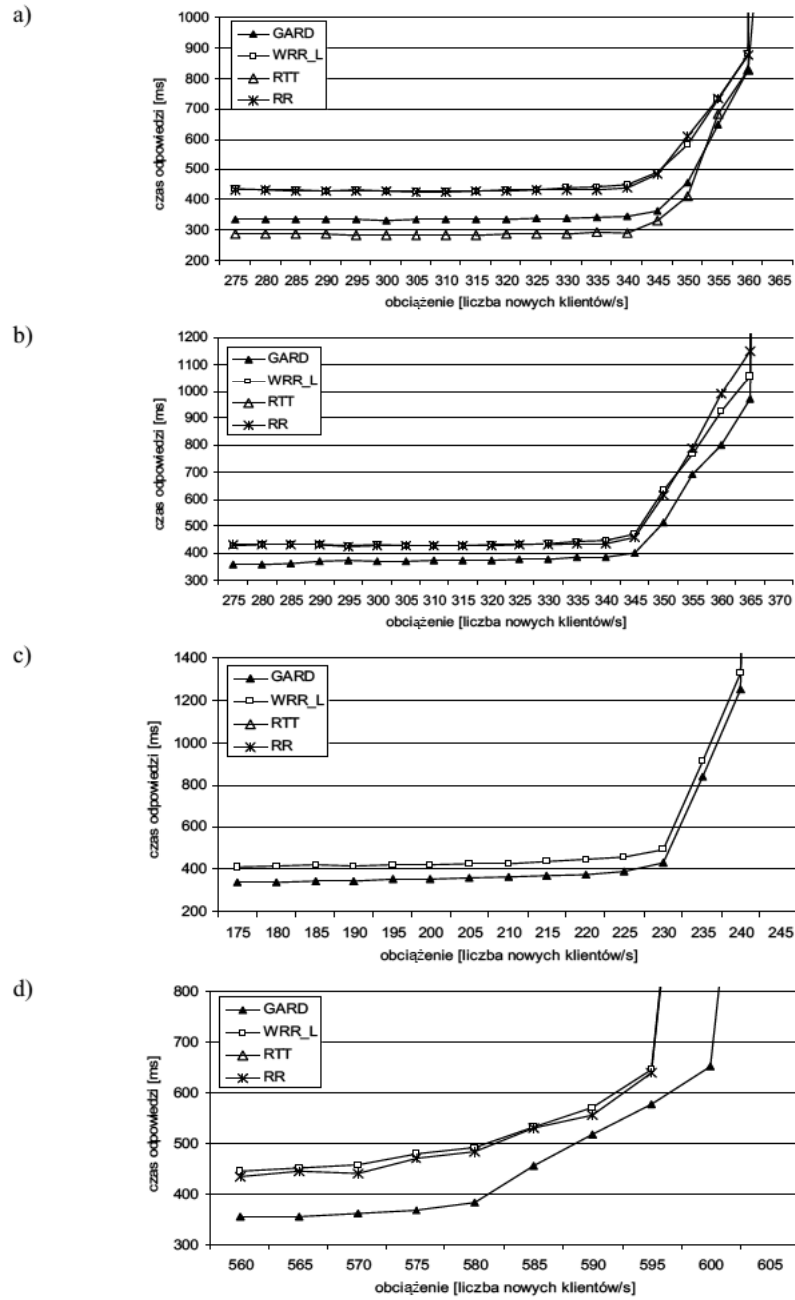 a)
1000
900
800
700
600
500
400
300
200
czas odpowiedzi [ms]
GARD
WRR_L
RTT
RR
275 280 285 290 295 300 305 310 315 320 325 330 335 340 345 350 355 360 365
obciążenie [liczba nowych klientów/s]
b)
1200
1100
1000
900
800
700
600
500
400
300
czas odpowiedzi [ms]
GARD
WRR_L
RTT
RR
275 280 285 290 295 300 305 310 315 320 325 330 335 340 345 350 355 360 365 370
obciążenie [liczba nowych klientów/s]
c)
1400
1200
1000
800
600
400
200
czas odpowiedzi [ms]
GARD
WRR_L
RTT
RR
175 180 185 190 195 200 205 210 215 220 225 230 235 240 245
obciążenie [liczba nowych klientów/s]
d)
800
700
600
500
400
300
czas odpowiedzi [ms]
GARD
WRR_L
RTT
RR
560 565 570 575 580 585 590 595 600 605
obciążenie [liczba nowych klientów/s]